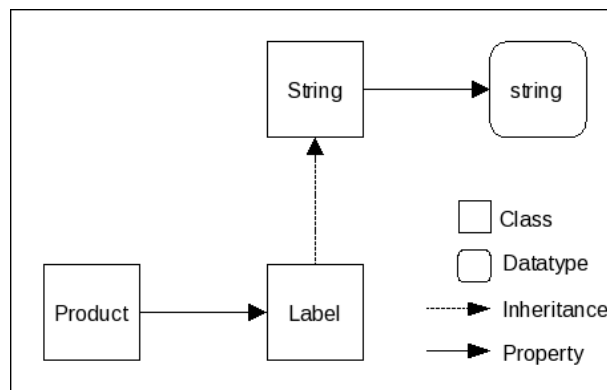 String
string
Class
Datatype
Inheritance
Property
Product
Label